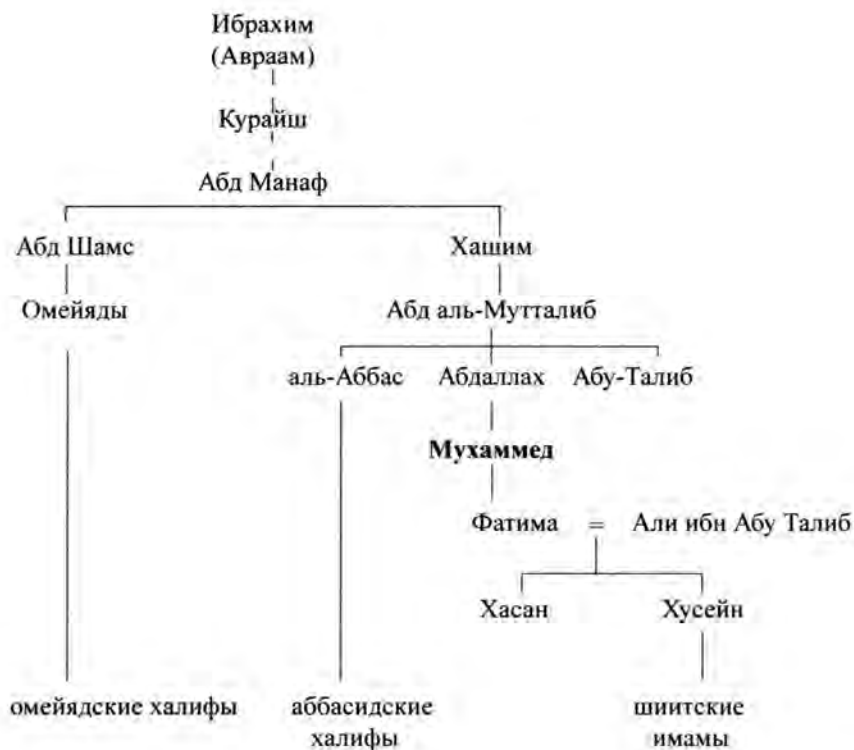 Ибрахим
(Авраам)
Курайш
Абд Манаф
Абд Шамс Хашим
Омейяды Абд аль-Мутталиб
аль-Аббас Абдаллах Абу-Талиб
Мухаммед
Фатима = Али ибн Абу Талиб
Хасан Хусейн
омейядские халифы аббасидские шиитские
халифы имамы